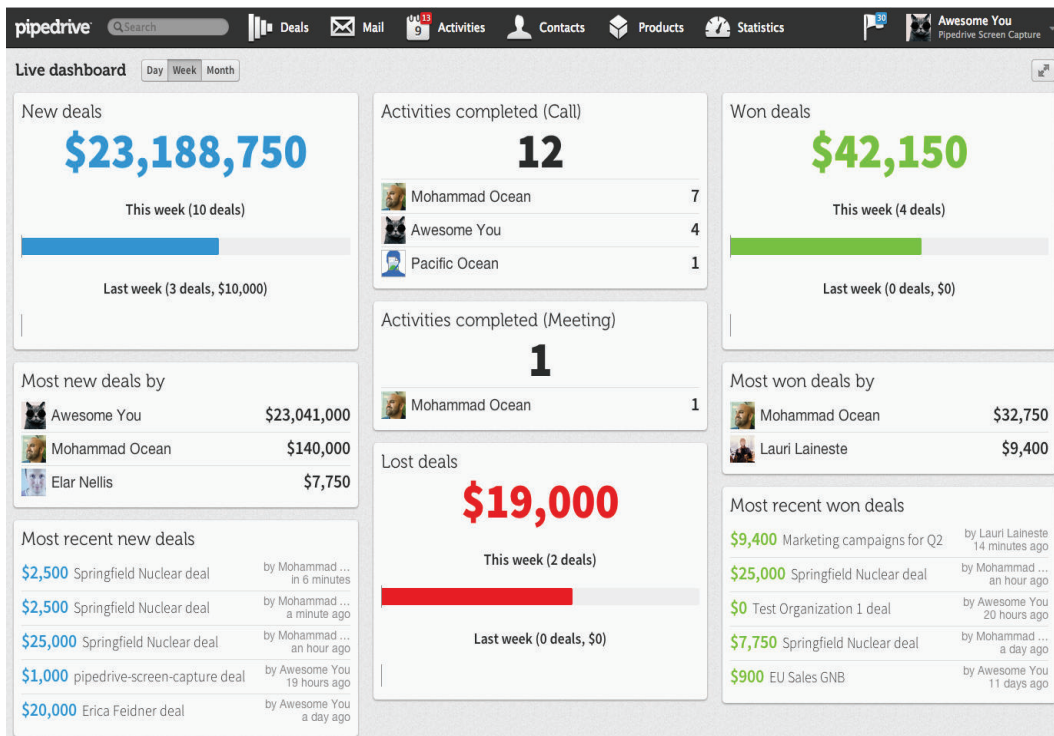 pipedrive
Search
Deals
Mail
13
9
Activities
Contacts
Products
Statistics
30
Awesome You
Pipedrive Screen Capture
Live dashboard
Day Week Month
New deals
$23,188,750
This week (10 deals)
Last week (3 deals, $10,000)
Most new deals by
Awesome You $23,041,000
Mohammad Ocean $140,000
Elar Nellis $7,750
Most recent new deals
$2,500 Springfield Nuclear deal by Mohammad ...
in 6 minutes
$2,500 Springfield Nuclear deal by Mohammad ...
a minute ago
$25,000 Springfield Nuclear deal by Mohammad ...
an hour ago
$1,000 pipedrive-screen-capture deal by Awesome You
19 hours ago
$20,000 Erica Feidner deal by Awesome You
a day ago
Activities completed (Call)
12
Mohammad Ocean 7
Awesome You 4
Pacific Ocean 1
Activities completed (Meeting)
1
Mohammad Ocean 1
Lost deals
$19,000
This week (2 deals)
Last week (0 deals, $0)
Won deals
$42,150
This week (4 deals)
Last week (0 deals, $0)
Most won deals by
Mohammad Ocean $32,750
Lauri Laineste $9,400
Most recent won deals
$9,400 Marketing campaigns for Q2 by Lauri Laineste
14 minutes ago
$25,000 Springfield Nuclear deal by Mohammad ...
an hour ago
$0 Test Organization 1 deal by Awesome You
20 hours ago
$7,750 Springfield Nuclear deal by Mohammad ...
a day ago
$900 EU Sales GNB by Awesome You
11 days ago